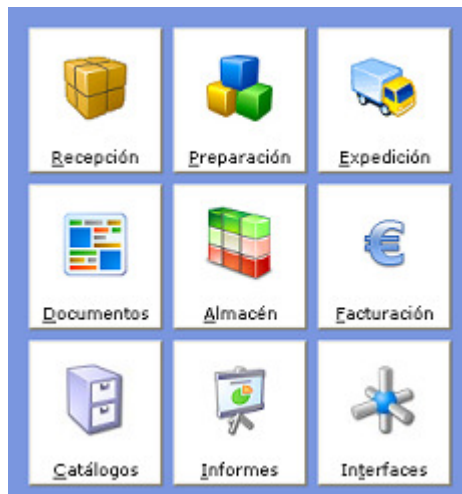 Recepción
Preparación
Expedición
Documentos
Almacén
Facturación
Catálogos
Informes
Interfaces